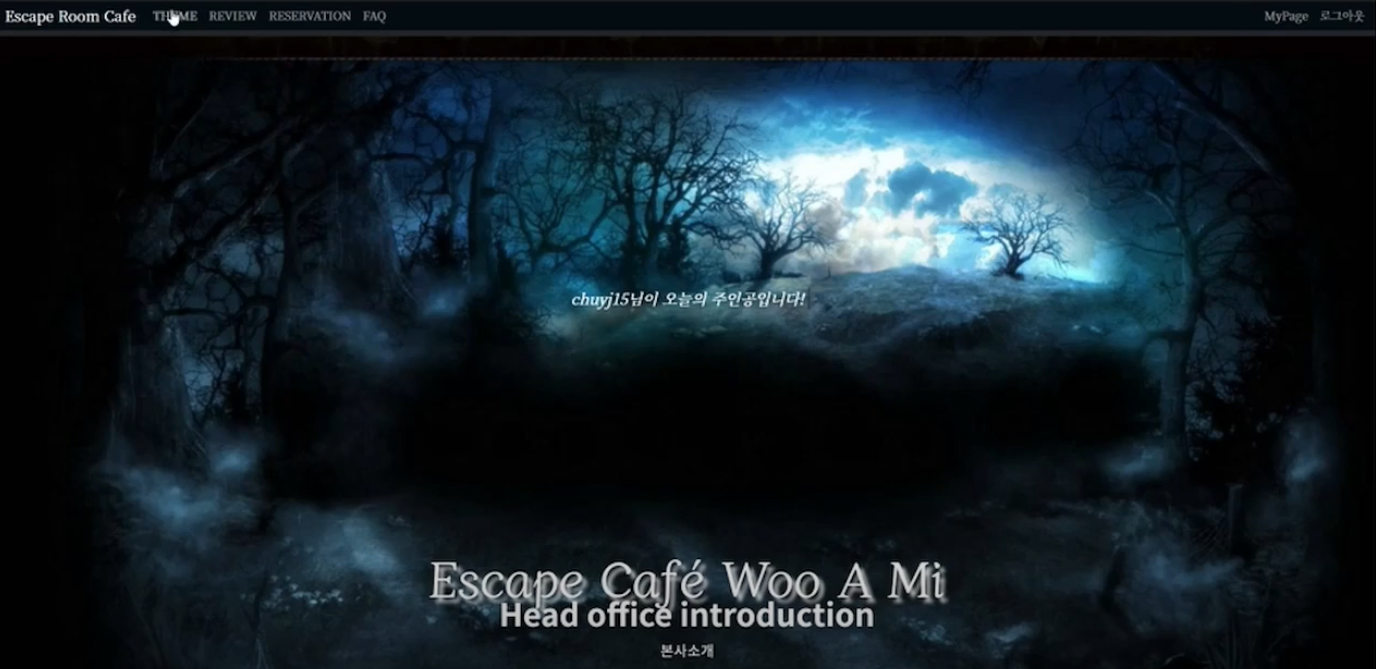 Escape Room Cafe THEME REVIEW RESERVATION FAQ MyPage 로그아웃
chuyj15님이 오늘의 주인공입니다!
Escape Café Woo A Mi
Head office introduction
본사소개